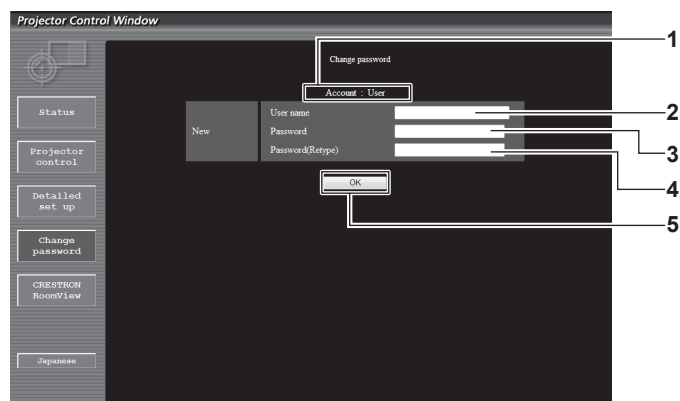 Projector Control Window
1
Change password
Account : User
Status
User name
2
New
Password
3
Projector
control
Password(Retype)
OK
4
Detailed
set up
5
Change
password
CRESTRON
RoomView
Japanese